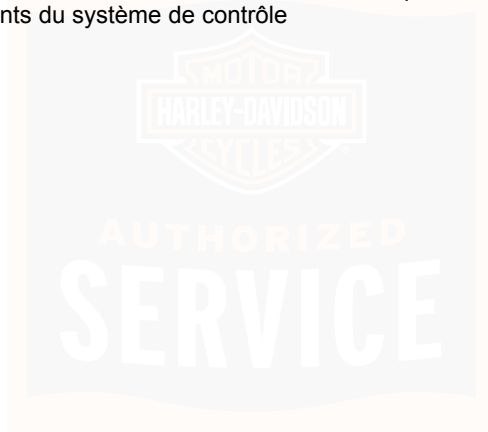 nts du système de contrôle
MOTOR
HARLEY-DAVIDSON
CYCLES
AUTHORIZED
SERVICE